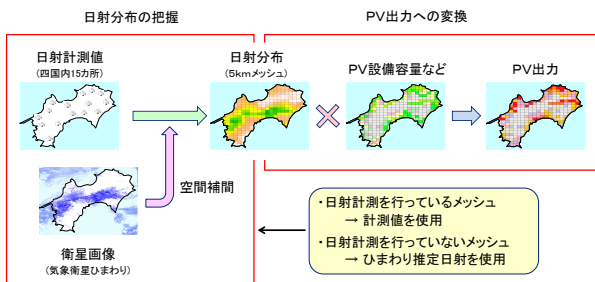 日射分布の把握
PV出力への変換
日射計測値
(四国内15カ所)
日射分布
(5kmメッシュ)
PV設備容量など
PV出力
空間補間
衛星画像
(気象衛星ひまわり)
・日射計測を行っているメッシュ
→ 計測値を使用
・日射計測を行っていないメッシュ
→ ひまわり推定日射を使用